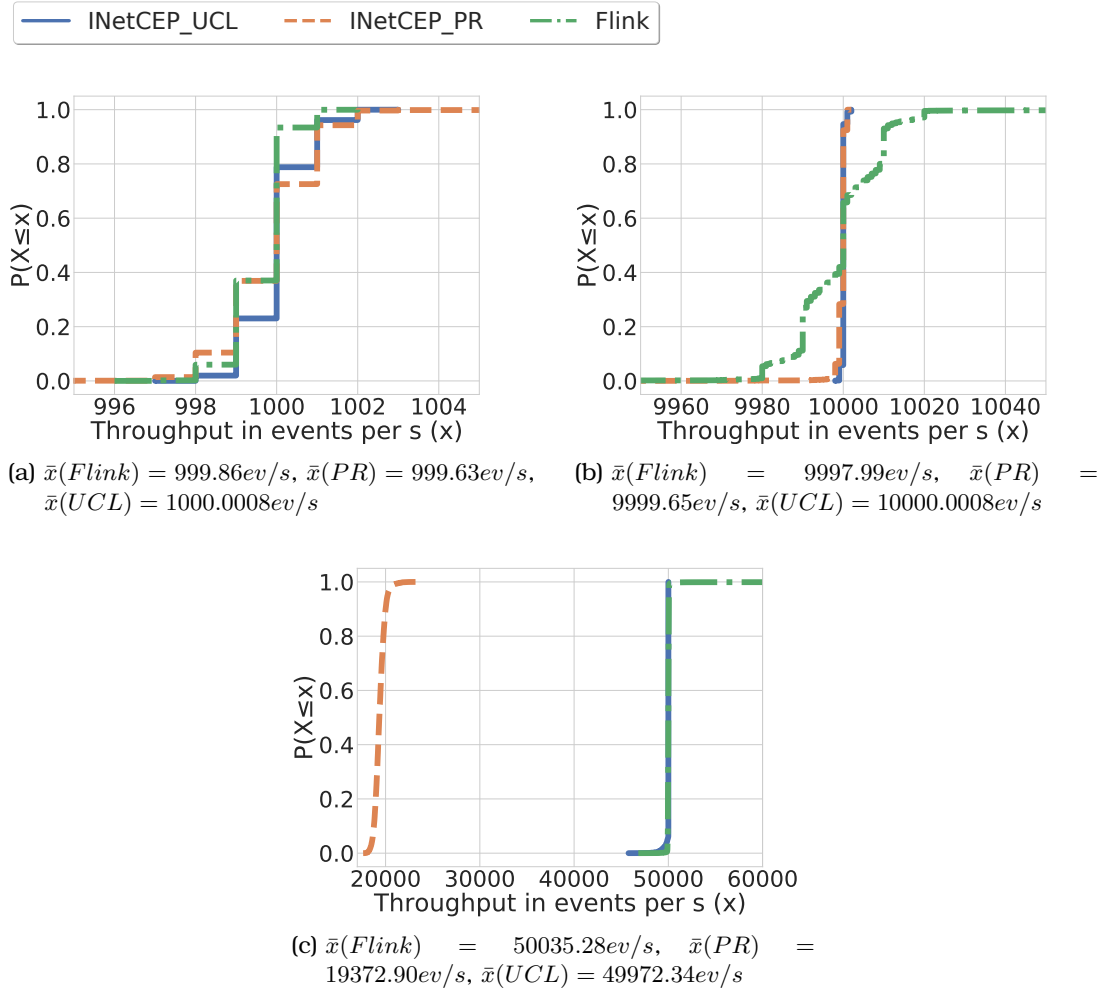 INetCEP_UCL INetCEP_PR Flink
1.0
0.8
0.6
0.4
0.2
0.0
P(X≤x)
996 998 1000 1002 1004
Throughput in events per s (x)
(a) x̄(Flink) = 999.86ev/s, x̄(PR) = 999.63ev/s,
x̄(UCL) = 1000.0008ev/s
1.0
0.8
0.6
0.4
0.2
0.0
P(X≤x)
9960 9980 10000 10020 10040
Throughput in events per s (x)
(b) x̄(Flink) = 9997.99ev/s, x̄(PR) =
9999.65ev/s, x̄(UCL) = 10000.0008ev/s
1.0
0.8
0.6
0.4
0.2
0.0
P(X≤x)
20000 30000 40000 50000 60000
Throughput in events per s (x)
(c) x̄(Flink) = 50035.28ev/s, x̄(PR) =
19372.90ev/s, x̄(UCL) = 49972.34ev/s